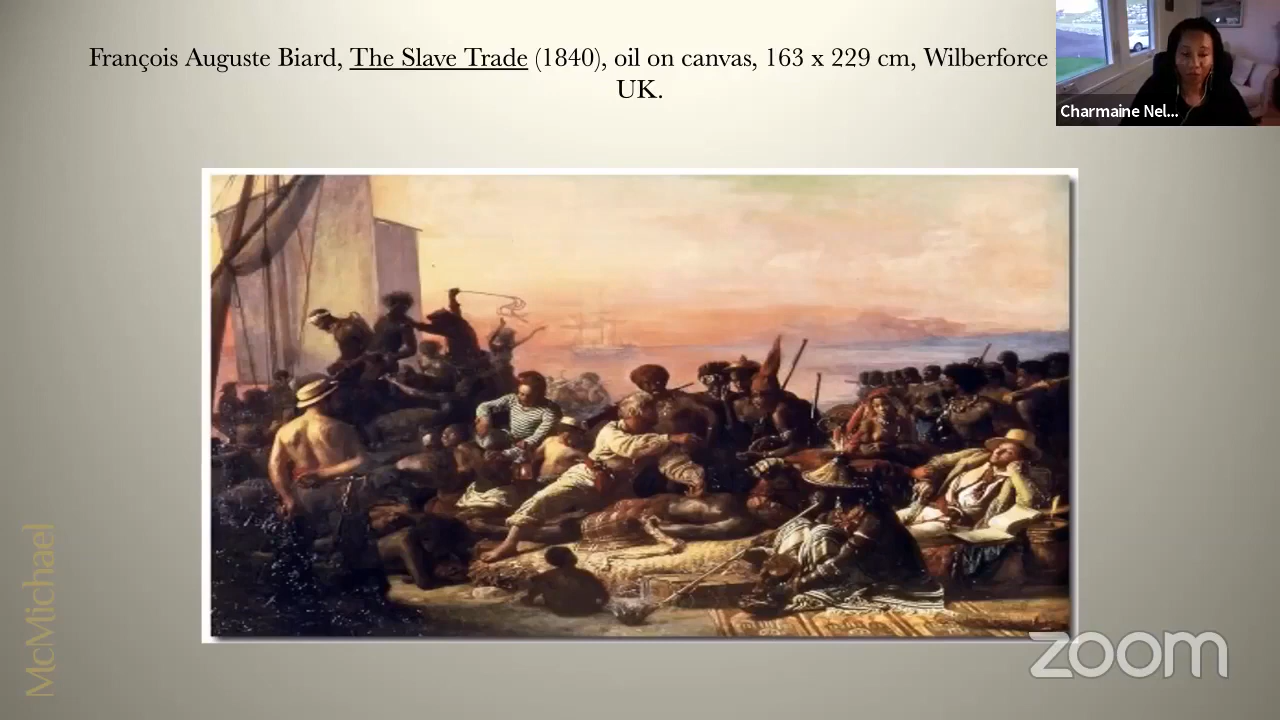 François Auguste Biard, The Slave Trade (1840), oil on canvas, 163 x 229 cm, Wilberforce
UK.
Charmaine Nel...
McMichael
zoom